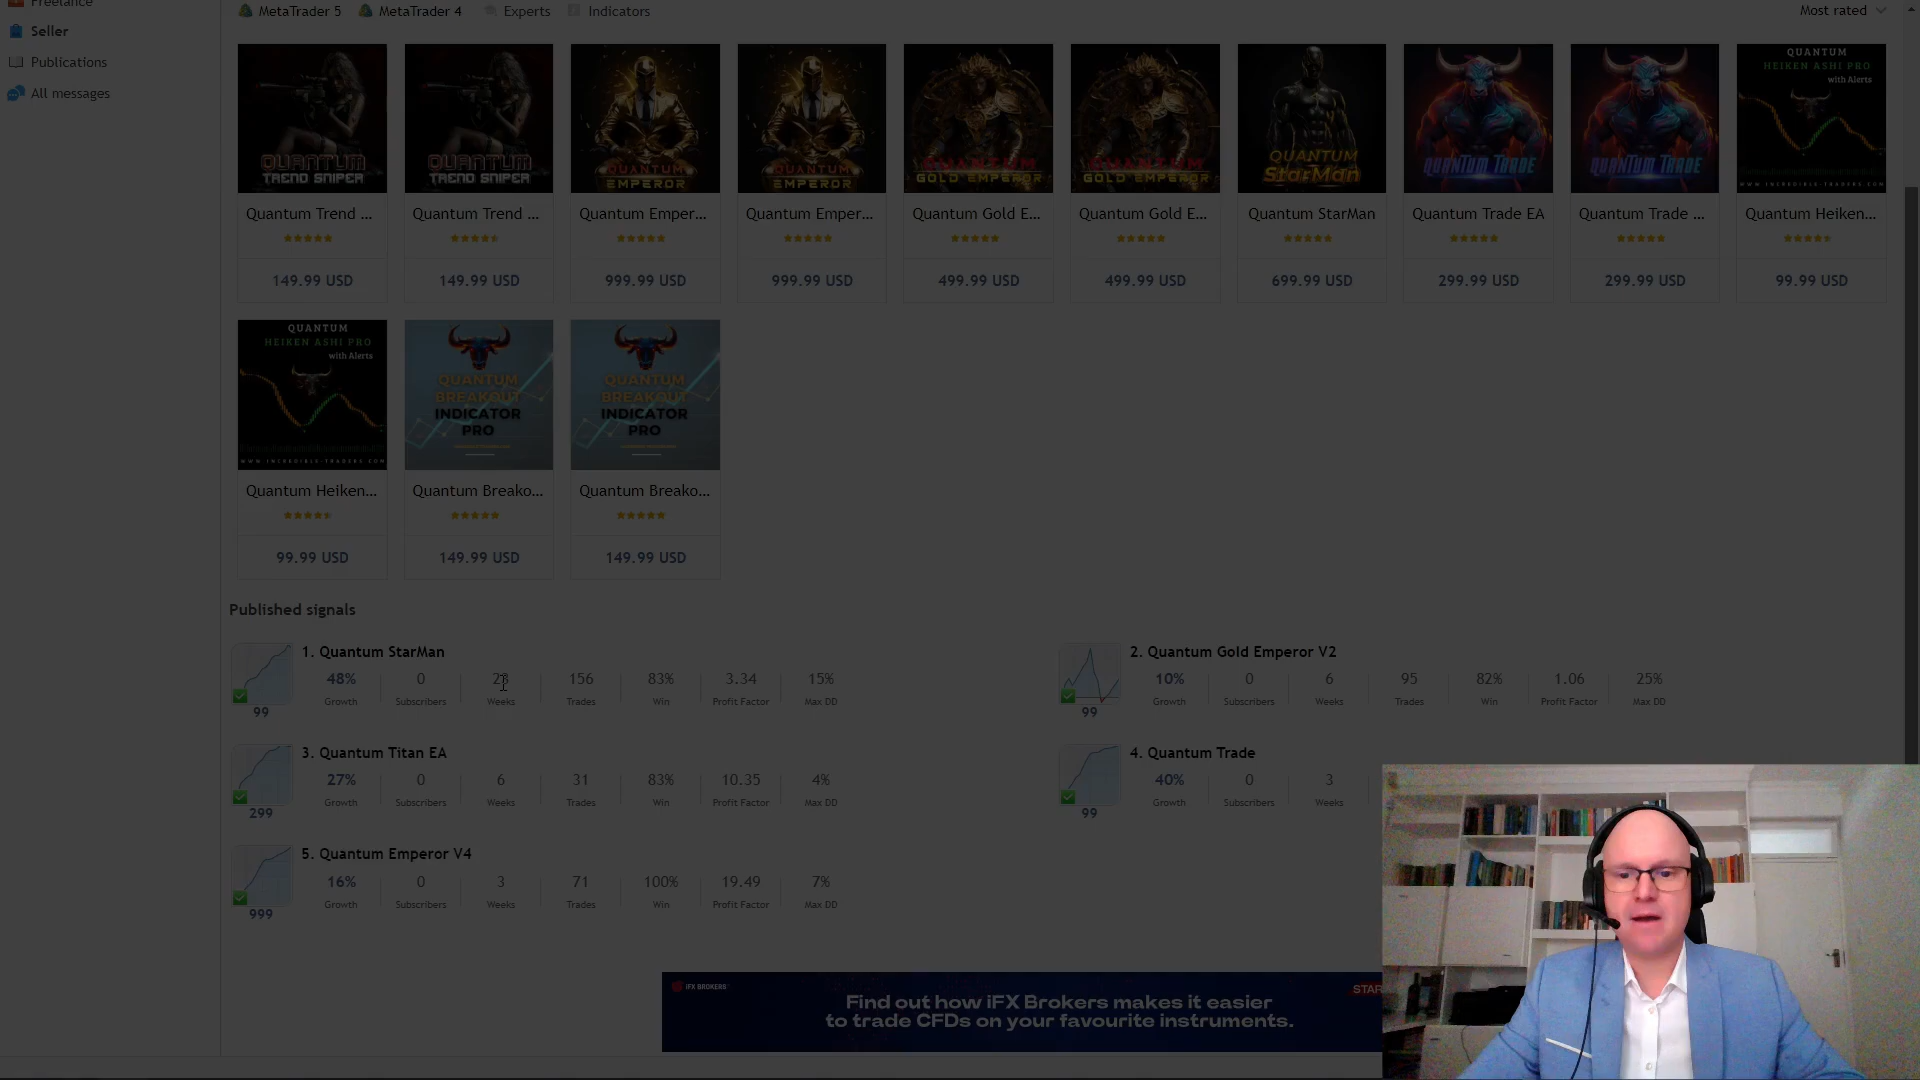 Freelance
Seller
Publications
All messages
MetaTrader 5 MetaTrader 4 Experts Indicators
Most rated
QUANTUM
TREND SNIPER
QUANTUM
TREND SNIPER
QUANTUM
EMPEROR
QUANTUM
EMPEROR
QUANTUM
GOLD EMPEROR
QUANTUM
GOLD EMPEROR
QUANTUM
StarMan
QUANTUM TRADE
QUANTUM TRADE
QUANTUM
HEIKEN ASHI PRO
with Alerts
WWW.INCREDIBLE-TRADERS.COM
Quantum Trend ... Quantum Trend ... Quantum Emper... Quantum Emper... Quantum Gold E... Quantum Gold E... Quantum StarMan Quantum Trade EA Quantum Trade ... Quantum Heiken...
149.99 USD 149.99 USD 999.99 USD 999.99 USD 499.99 USD 499.99 USD 699.99 USD 299.99 USD 299.99 USD 99.99 USD
QUANTUM
HEIKEN ASHI PRO
with Alerts
WWW.INCREDIBLE-TRADERS.COM
QUANTUM
BREAKOUT
INDICATOR
PRO
QUANTUM
BREAKOUT
INDICATOR
PRO
Quantum Heiken... Quantum Breako... Quantum Breako...
99.99 USD 149.99 USD 149.99 USD
Published signals
1. Quantum StarMan
48% 0 156 83% 3.34 15%
Growth Subscribers Weeks Trades Win Profit Factor Max DD
99
2. Quantum Gold Emperor V2
10% 0 6 95 82% 1.06 25%
Growth Subscribers Weeks Trades Win Profit Factor Max DD
99
3. Quantum Titan EA
27% 0 6 31 83% 10.35 4%
Growth Subscribers Weeks Trades Win Profit Factor Max DD
299
4. Quantum Trade
40% 0 3
Growth Subscribers Weeks
99
5. Quantum Emperor V4
16% 0 3 71 100% 19.49 7%
Growth Subscribers Weeks Trades Win Profit Factor Max DD
999
IFX BROKERS
STAR
Find out how iFX Brokers makes it easier
to trade CFDs on your favourite instruments.